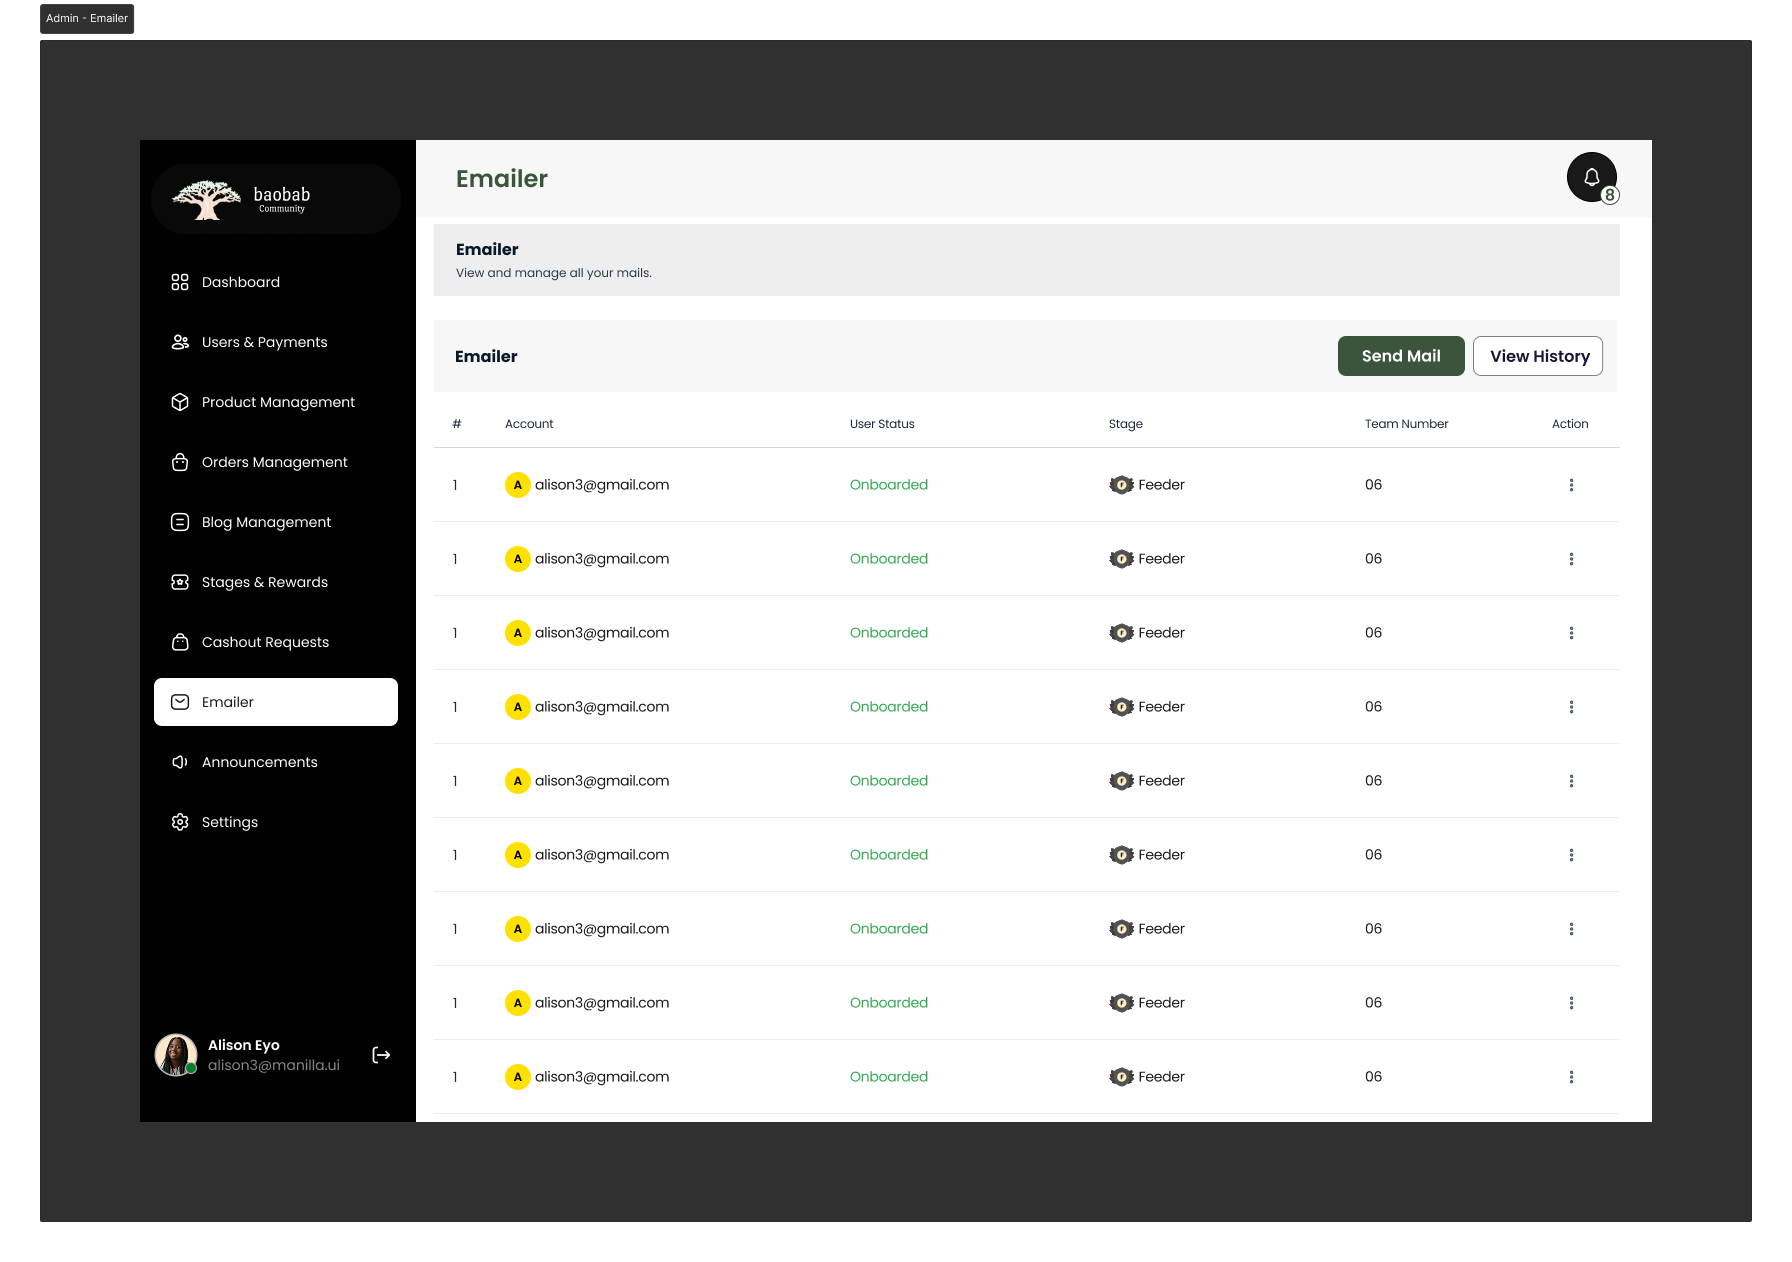 Admin - Emailer
baobab
Community
Dashboard
Users & Payments
Product Management
Orders Management
Blog Management
Stages & Rewards
Cashout Requests
Emailer
Announcements
Settings
Alison Eyo
alison3@manilla.ui
Emailer
8
Emailer
View and manage all your mails.
Emailer Send Mail View History
# Account User Status Stage Team Number Action
1 A alison3@gmail.com Onboarded F Feeder 06
1 A alison3@gmail.com Onboarded F Feeder 06
1 A alison3@gmail.com Onboarded F Feeder 06
1 A alison3@gmail.com Onboarded F Feeder 06
1 A alison3@gmail.com Onboarded F Feeder 06
1 A alison3@gmail.com Onboarded F Feeder 06
1 A alison3@gmail.com Onboarded F Feeder 06
1 A alison3@gmail.com Onboarded F Feeder 06
1 A alison3@gmail.com Onboarded F Feeder 06